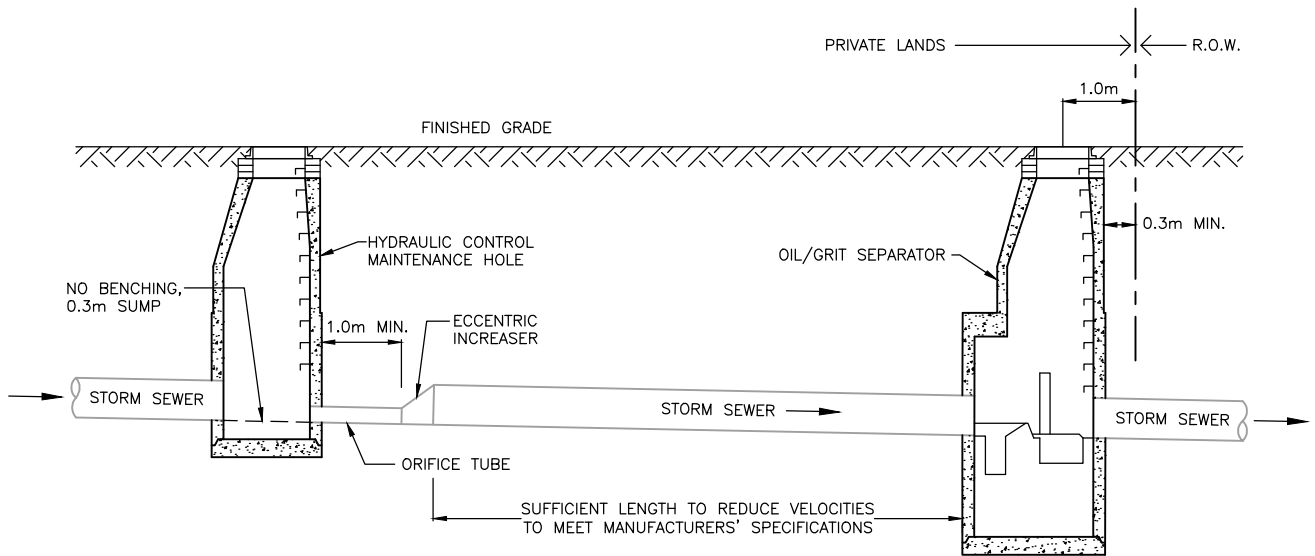 PRIVATE LANDS
R.O.W.
1.0m
FINISHED GRADE
0.3m MIN.
HYDRAULIC CONTROL
MAINTENANCE HOLE
OIL/GRIT SEPARATOR
NO BENCHING,
0.3m SUMP
1.0m MIN.
ECCENTRIC
INCREASER
STORM SEWER
STORM SEWER
STORM SEWER
ORIFICE TUBE
SUFFICIENT LENGTH TO REDUCE VELOCITIES
TO MEET MANUFACTURERS' SPECIFICATIONS